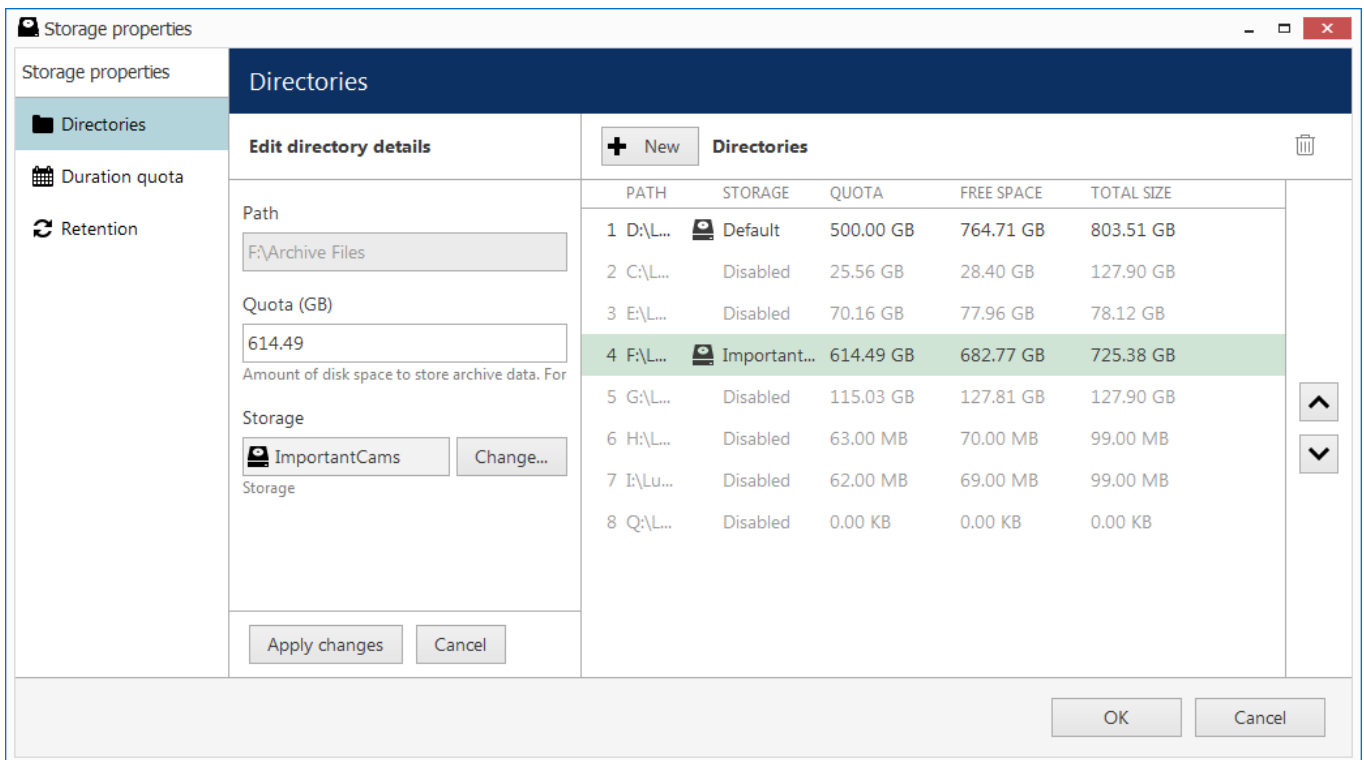 Storage properties
Storage properties
Directories
Duration quota
Retention
Directories
Edit directory details
Path
F:\Archive Files
Quota (GB)
614.49
Amount of disk space to store archive data. For
Storage
ImportantCams Change...
Storage
Apply changes Cancel
New Directories
PATH STORAGE QUOTA FREE SPACE TOTAL SIZE
1 D:\L... Default 500.00 GB 764.71 GB 803.51 GB
2 C:\L... Disabled 25.56 GB 28.40 GB 127.90 GB
3 E:\L... Disabled 70.16 GB 77.96 GB 78.12 GB
4 F:\L... Important... 614.49 GB 682.77 GB 725.38 GB
5 G:\L... Disabled 115.03 GB 127.81 GB 127.90 GB
6 H:\L... Disabled 63.00 MB 70.00 MB 99.00 MB
7 I:\Lu... Disabled 62.00 MB 69.00 MB 99.00 MB
8 Q:\L... Disabled 0.00 KB 0.00 KB 0.00 KB
OK Cancel